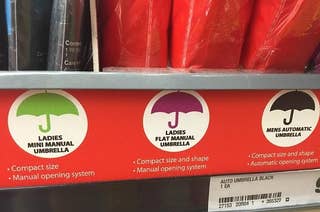 LADIES
MINI MANUAL
UMBRELLA
• Compact size
• Manual opening system
LADIES
FLAT MANUAL
UMBRELLA
• Compact size and shape
• Manual opening system
MENS AUTOMATIC
UMBRELLA
• Compact size and shape
• Automatic opening system
AUTO UMBRELLA BLACK
1 EA